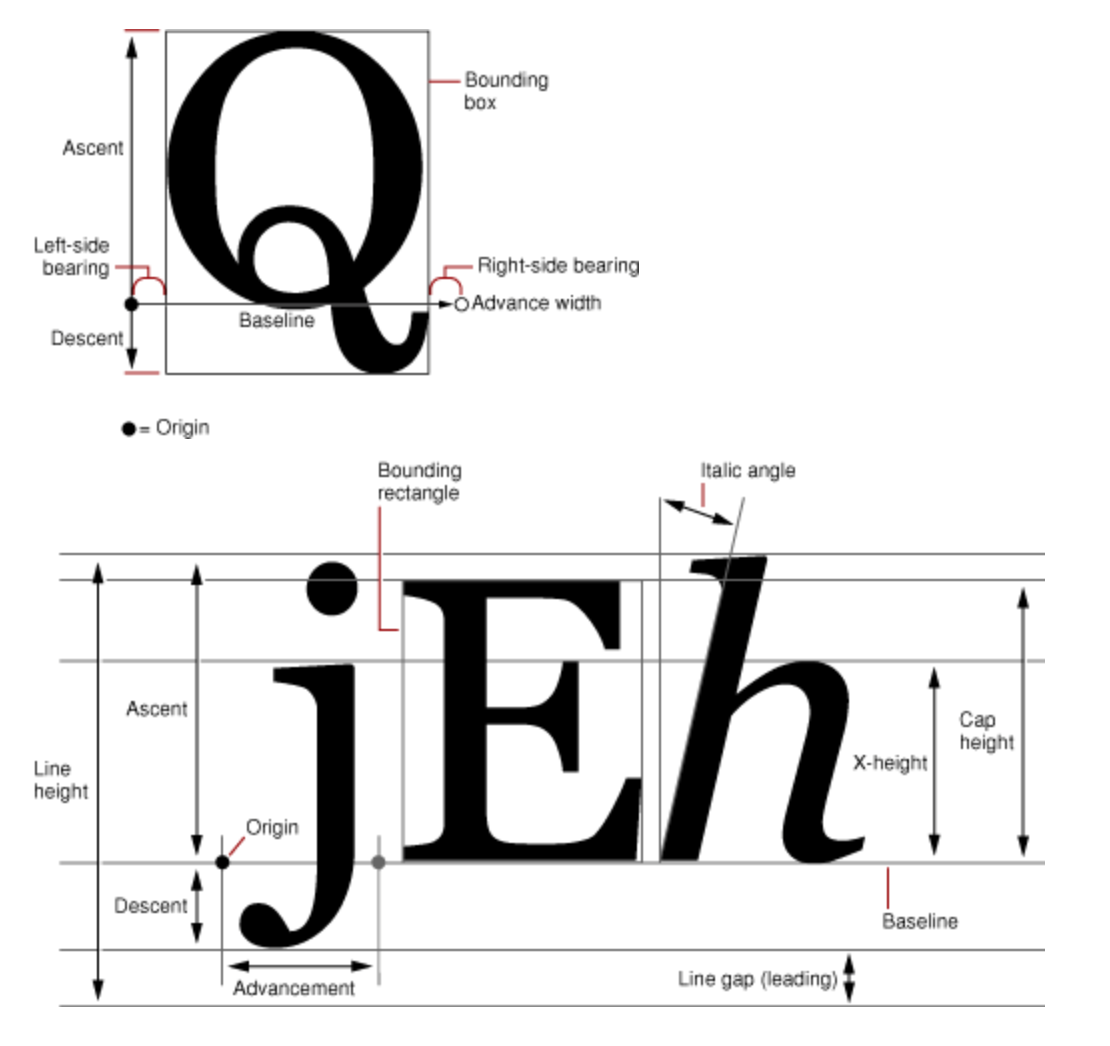 Bounding
box
Ascent
Q
Left-side
bearing
Right-side bearing
Advance width
Baseline
Descent
= Origin
Bounding
rectangle
Italic angle
jEh
Ascent
Cap
height
X-height
Line
height
Origin
Descent
Baseline
Line gap (leading)
Advancement